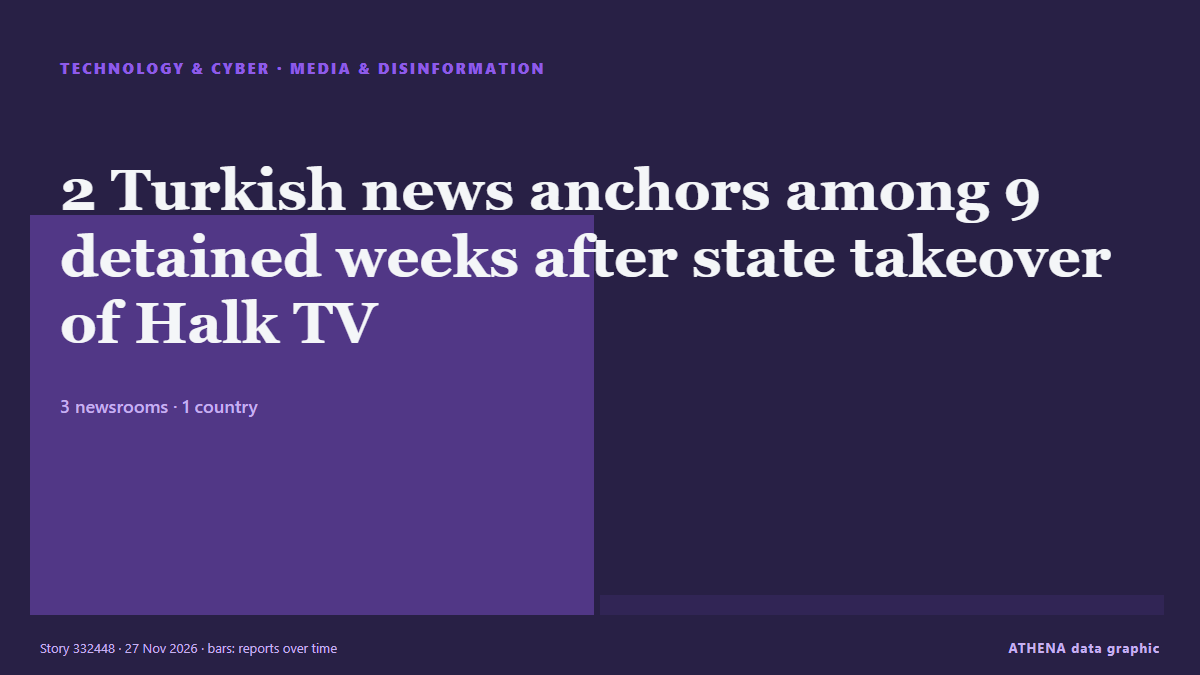 TECHNOLOGY & CYBER · MEDIA & DISINFORMATION
2 Turkish news anchors among 9
detained weeks after state takeover
of Halk TV
3 newsrooms · 1 country
Story 332448 · 27 Nov 2026 · bars: reports over time
ATHENA data graphic